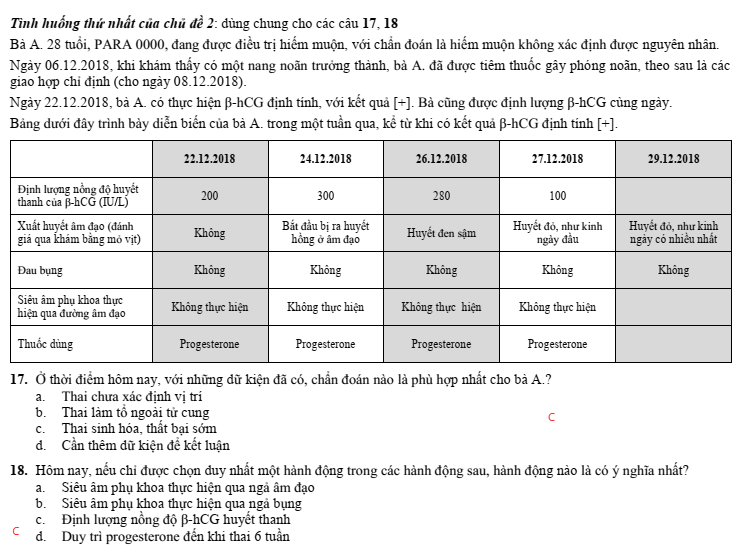 Tình huống thứ nhất của chủ đề 2: dùng chung cho các câu 17, 18
Bà A. 28 tuổi, PARA 0000, đang được điều trị hiếm muộn, với chẩn đoán là hiếm muộn không xác định được nguyên nhân.
Ngày 06.12.2018, khi khám thấy có một nang noãn trưởng thành, bà A. đã được tiêm thuốc gây phóng noãn, theo sau là các
giao hợp chỉ định (cho ngày 08.12.2018).
Ngày 22.12.2018, bà A. có thực hiện β-hCG định tính, với kết quả [+]. Bà cũng được định lượng β-hCG cùng ngày.
Bảng dưới đây trình bày diễn biến của bà A. trong một tuần qua, kể từ khi có kết quả β-hCG định tính [+].
22.12.2018 24.12.2018 26.12.2018 27.12.2018 29.12.2018
Định lượng nồng độ huyết
thanh của β-hCG (IU/L) 200 300 280 100
Xuất huyết âm đạo (đánh
giá qua khám bằng mỏ vịt) Không Bắt đầu bị ra huyết
hồng ở âm đạo Huyết đen sậm Huyết đỏ, như kinh
ngày đầu Huyết đỏ, như kinh
ngày có nhiều nhất
Đau bụng Không Không Không Không Không
Siêu âm phụ khoa thực
hiện qua đường âm đạo Không thực hiện Không thực hiện Không thực hiện Không thực hiện
Thuốc dùng Progesterone Progesterone Progesterone Progesterone
17. Ở thời điểm hôm nay, với những dữ kiện đã có, chẩn đoán nào là phù hợp nhất cho bà A.?
a. Thai chưa xác định vị trí
b. Thai làm tổ ngoài tử cung
C
c. Thai sinh hóa, thất bại sớm
d. Cần thêm dữ kiện để kết luận
18. Hôm nay, nếu chỉ được chọn duy nhất một hành động trong các hành động sau, hành động nào là có ý nghĩa nhất?
a. Siêu âm phụ khoa thực hiện qua ngả âm đạo
b. Siêu âm phụ khoa thực hiện qua ngả bụng
c. Định lượng nồng độ β-hCG huyết thanh
C
d. Duy trì progesterone đến khi thai 6 tuần